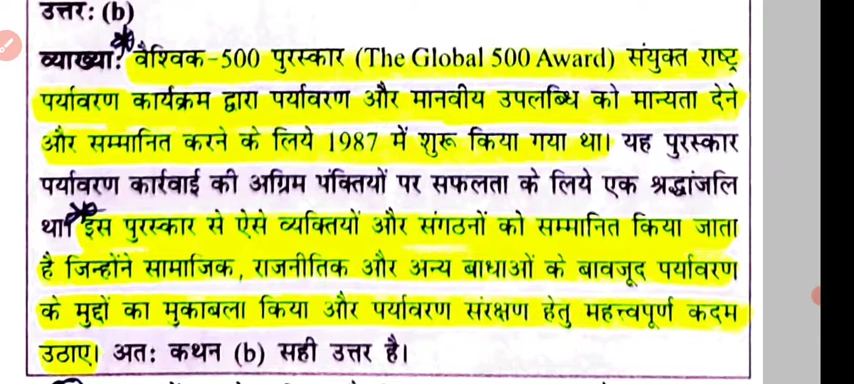 उत्तर: (b)
व्याख्या: वैश्विक-500 पुरस्कार (The Global 500 Award) संयुक्त राष्ट्र
पर्यावरण कार्यक्रम द्वारा पर्यावरण और मानवीय उपलब्धि को मान्यता देने
और सम्मानित करने के लिये 1987 में शुरू किया गया था। यह पुरस्कार
पर्यावरण कार्रवाई की अग्रिम पंक्तियों पर सफलता के लिये एक श्रद्धांजलि
था। इस पुरस्कार से ऐसे व्यक्तियों और संगठनों को सम्मानित किया जाता
है जिन्होंने सामाजिक, राजनीतिक और अन्य बाधाओं के बावजूद पर्यावरण
के मुद्दों का मुकाबला किया और पर्यावरण संरक्षण हेतु महत्त्वपूर्ण कदम
उठाए। अतः कथन (b) सही उत्तर है।